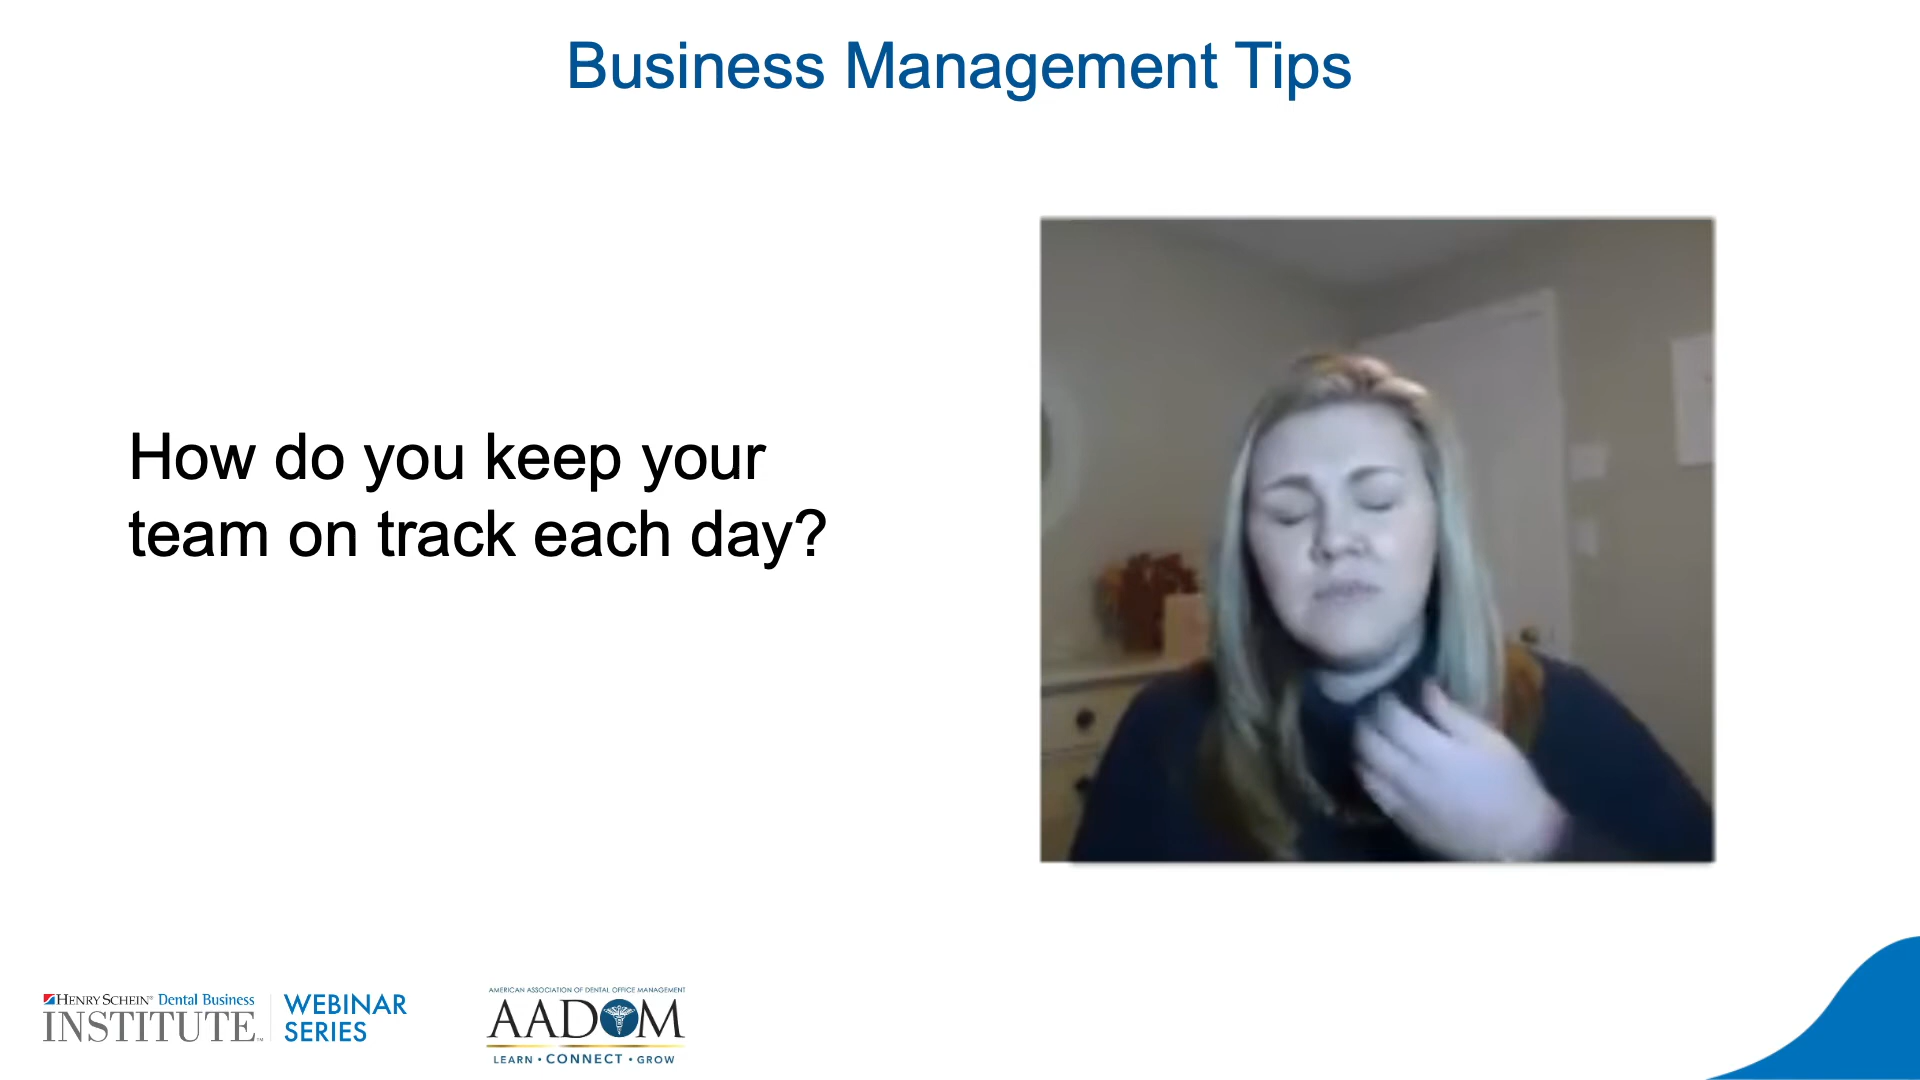 Business Management Tips
How do you keep your
team on track each day?
HENRY SCHEIN® Dental Business
INSTITUTE™
WEBINAR
SERIES
AMERICAN ASSOCIATION OF DENTAL OFFICE MANAGEMENT
AADOM
LEARN • CONNECT • GROW